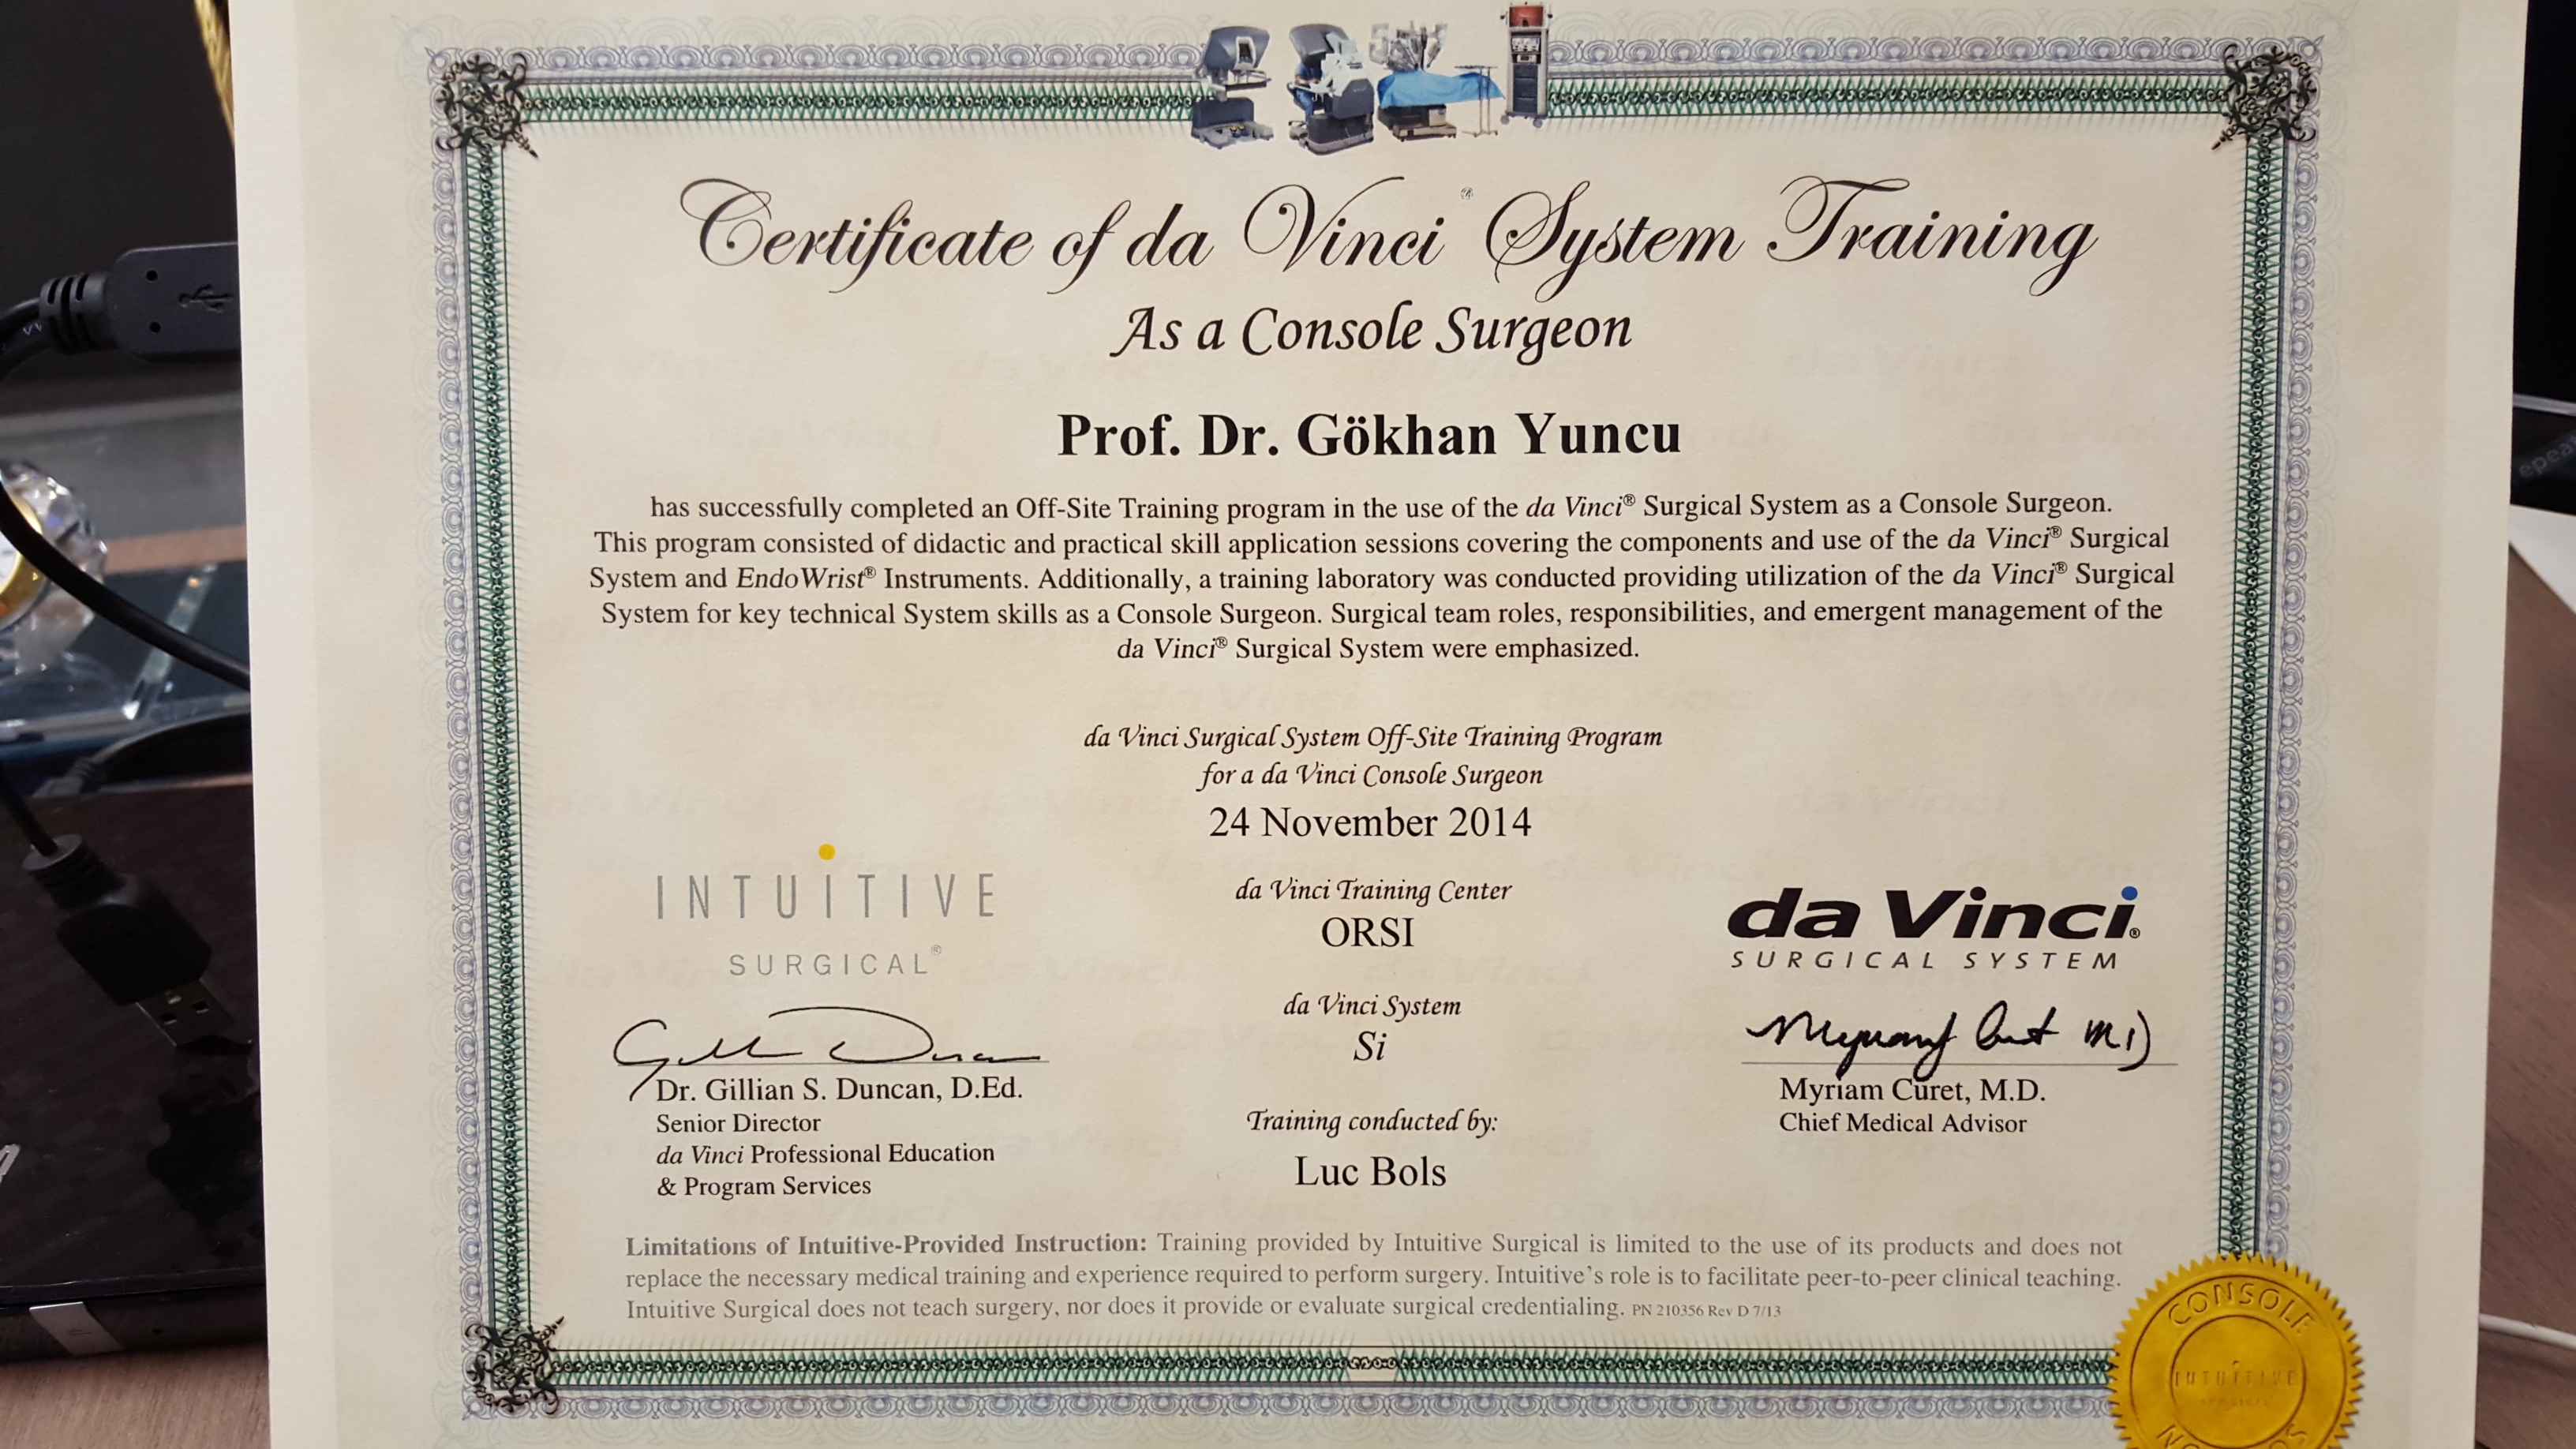 Certificate of da Vinci® System Training
As a Console Surgeon
Prof. Dr. Gökhan Yuncu
has successfully completed an Off-Site Training program in the use of the da Vinci® Surgical System as a Console Surgeon.
This program consisted of didactic and practical skill application sessions covering the components and use of the da Vinci® Surgical
System and EndoWrist® Instruments. Additionally, a training laboratory was conducted providing utilization of the da Vinci® Surgical
System for key technical System skills as a Console Surgeon. Surgical team roles, responsibilities, and emergent management of the
da Vinci® Surgical System were emphasized.
da Vinci Surgical System Off-Site Training Program
for a da Vinci Console Surgeon
24 November 2014
INTUITIVE
SURGICAL®
da Vinci Training Center
ORSI
da Vinci®
SURGICAL SYSTEM
da Vinci System
Si
Dr. Gillian S. Duncan, D.Ed.
Senior Director
da Vinci Professional Education
& Program Services
Myriam Curet, M.D.
Chief Medical Advisor
Training conducted by:
Luc Bols
Limitations of Intuitive-Provided Instruction: Training provided by Intuitive Surgical is limited to the use of its products and does not
replace the necessary medical training and experience required to perform surgery. Intuitive's role is to facilitate peer-to-peer clinical teaching.
Intuitive Surgical does not teach surgery, nor does it provide or evaluate surgical credentialing. PN 210356 Rev D 7/13
CONSOLE
INTUITIVE